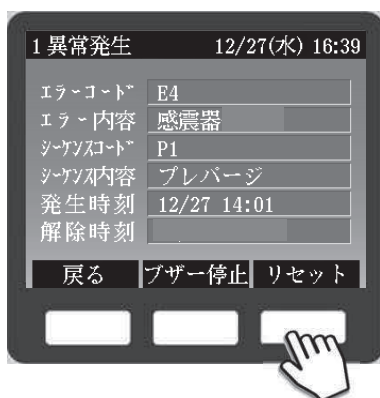 1 異常発生 12/27(水) 16:39
エラーコード E4
エラー内容 感震器
シーケンスコード P1
シーケンス内容 プレパージ
発生時刻 12/27 14:01
解除時刻
戻る ブザー停止 リセット